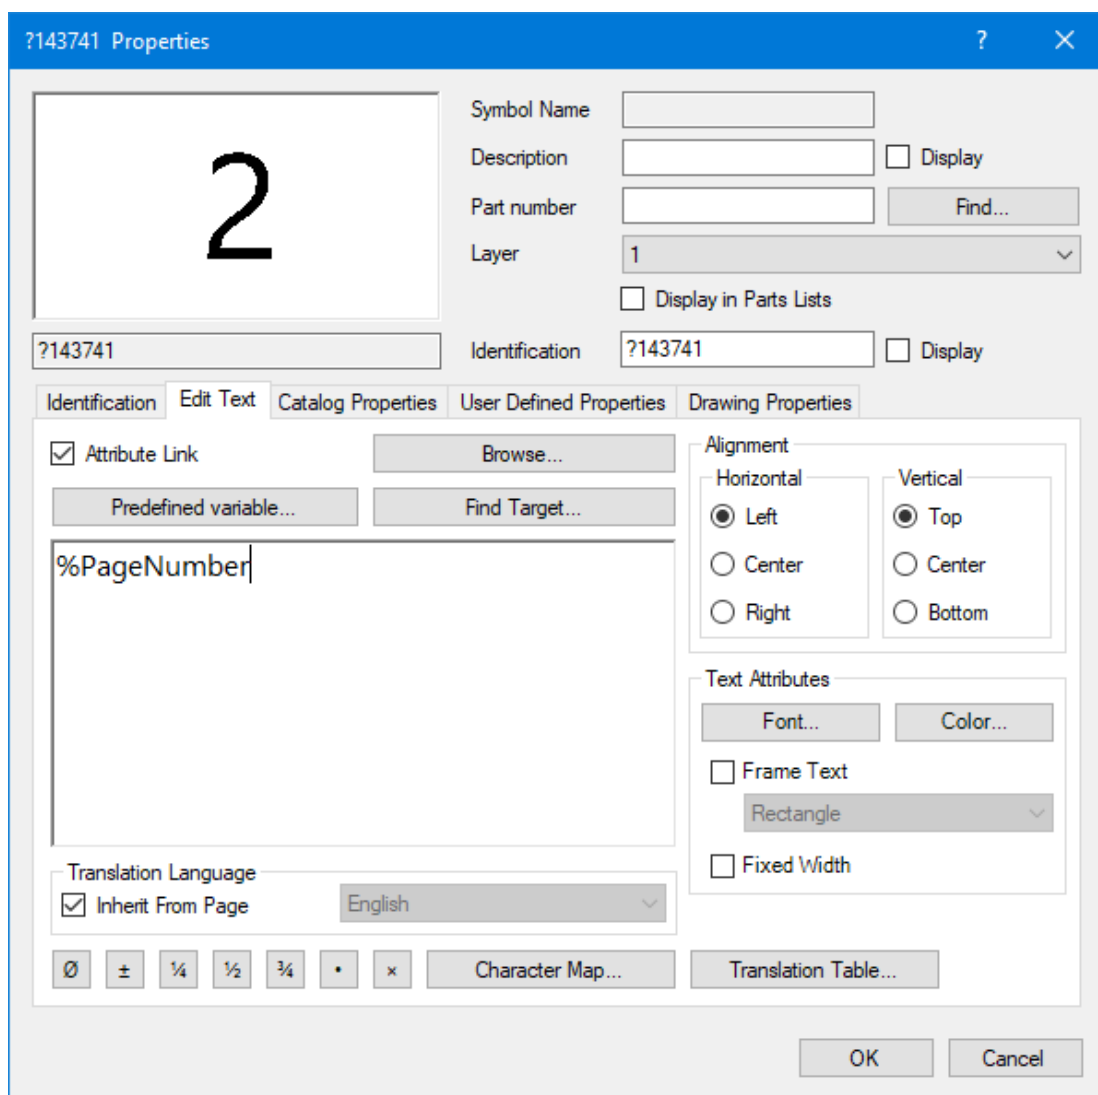 ?143741 Properties
?
2
Symbol Name
Description
Display
Part number
Find...
Layer
1
Display in Parts Lists
?143741
Identification
?143741
Display
Identification
Edit Text
Catalog Properties
User Defined Properties
Drawing Properties
Attribute Link
Browse...
Predefined variable...
Find Target...
%PageNumber
Alignment
Horizontal
Left
Center
Right
Vertical
Top
Center
Bottom
Text Attributes
Font...
Color...
Frame Text
Rectangle
Fixed Width
Translation Language
Inherit From Page
English
Ø
±
¼
½
¾
•
×
Character Map...
Translation Table...
OK
Cancel